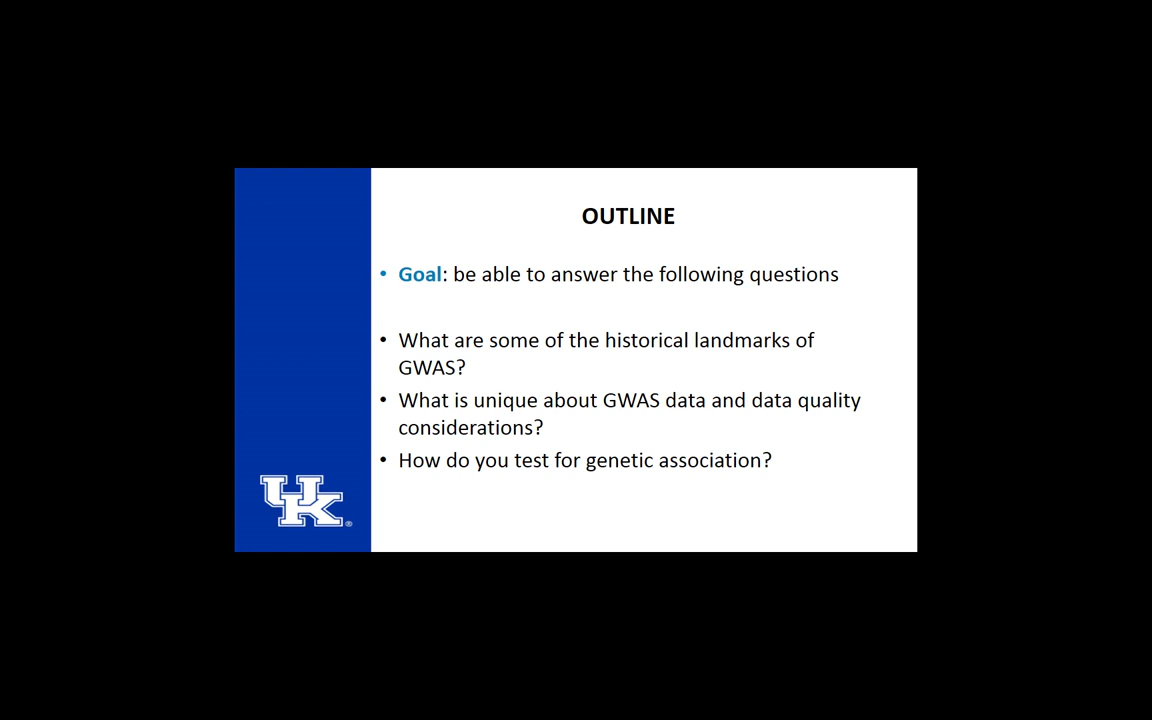 OUTLINE
• Goal: be able to answer the following questions
• What are some of the historical landmarks of
GWAS?
• What is unique about GWAS data and data quality
considerations?
• How do you test for genetic association?
UK®